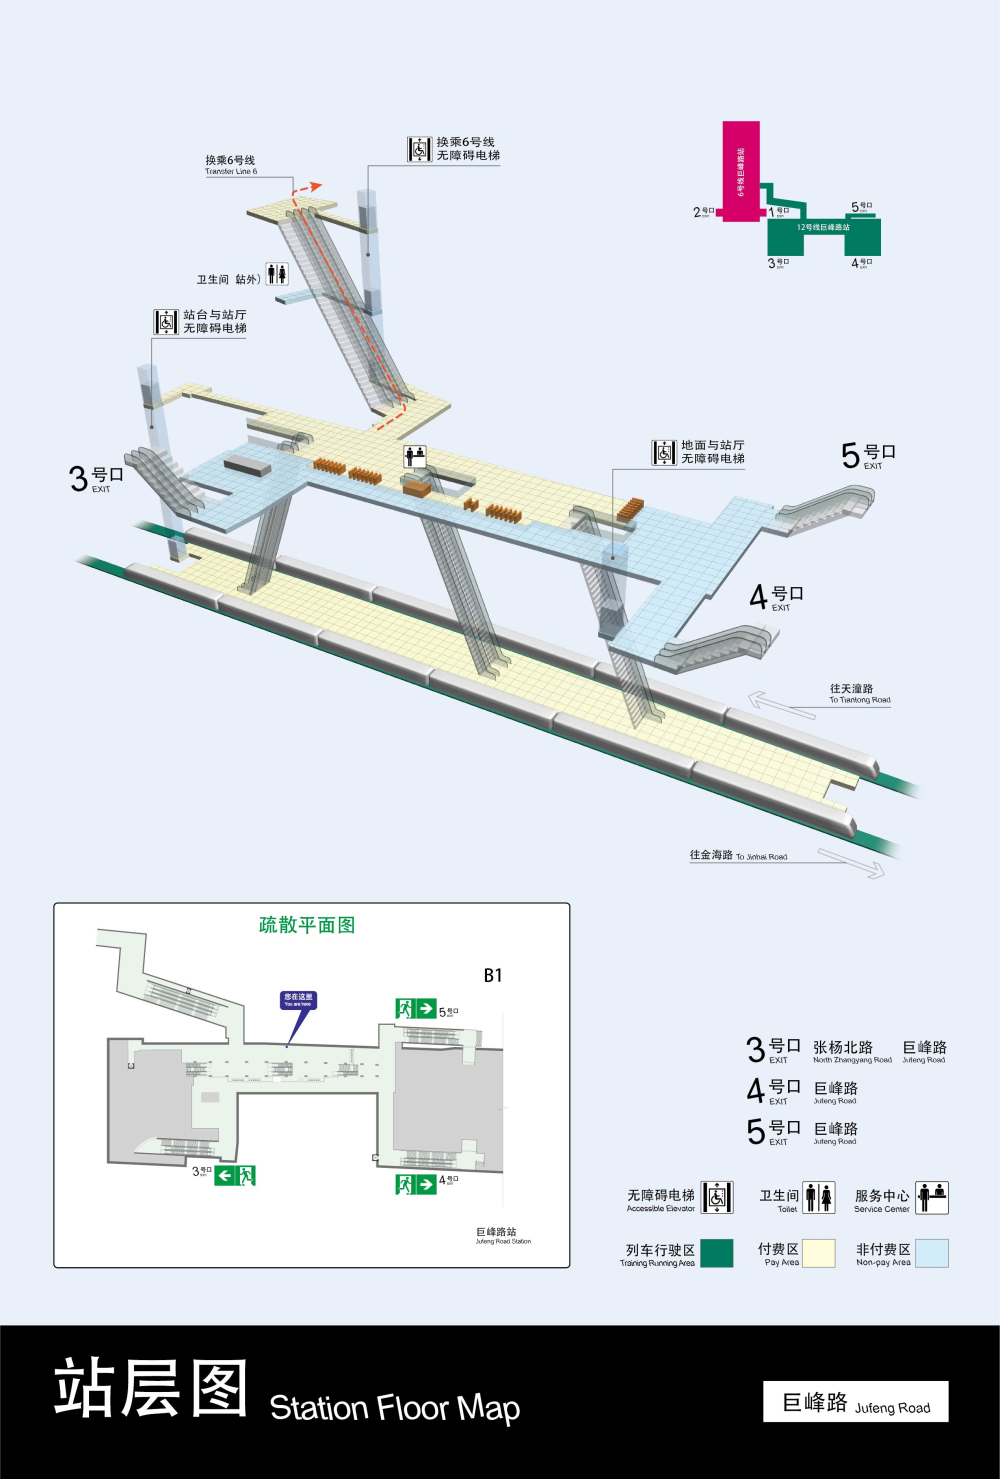 换乘6号线
无障碍电梯
换乘6号线
Transfer Line 6
6号线巨峰路站
2 号口
EXIT
1 号口
EXIT
5 号口
EXIT
12号线巨峰路站
3 号口
EXIT
4 号口
EXIT
卫生间 站外)
站台与站厅
无障碍电梯
地面与站厅
无障碍电梯
5 号口
EXIT
3 号口
EXIT
4 号口
EXIT
往天潼路
To Tiantong Road
往金海路 To Jinhai Road
疏散平面图
B1
您在这里
You are here
5 号口
EXIT
3 号口
EXIT
4 号口
EXIT
巨峰路站
Jufeng Road Station
3 号口 张杨北路 巨峰路
EXIT North Zhangyang Road Jufeng Road
4 号口 巨峰路
EXIT Jufeng Road
5 号口 巨峰路
EXIT Jufeng Road
无障碍电梯 卫生间 服务中心
Accessible Elevator Toilet Service Center
列车行驶区 付费区 非付费区
Training Running Area Pay Area Non-pay Area
站层图 Station Floor Map
巨峰路 Jufeng Road